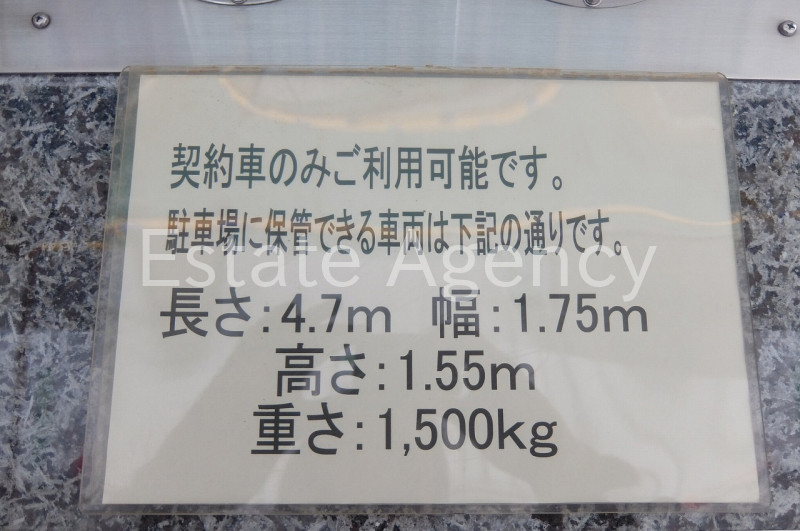 契約車のみご利用可能です。
駐車場に保管できる車両は下記の通りです。
Estate Agency
長さ:4.7m 幅:1.75m
高さ:1.55m
重さ:1,500kg